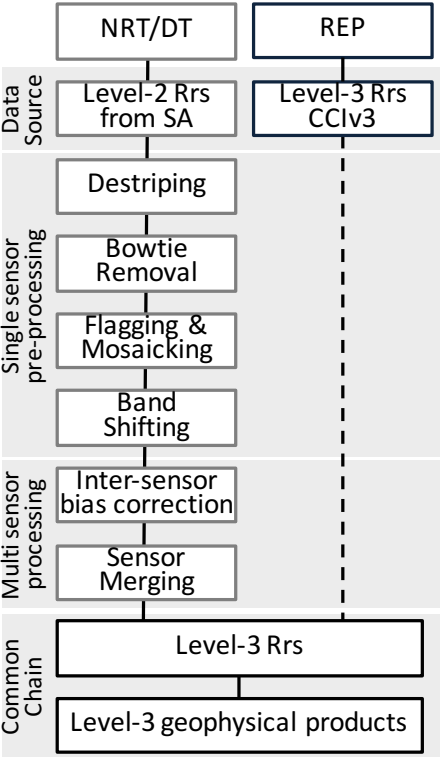 NRT/DT
REP
Data
Source
Level-2 Rrs
from SA
Level-3 Rrs
CCIv3
Single sensor
pre-processing
Destriping
Bowtie
Removal
Flagging &
Mosaicking
Band
Shifting
Multi sensor
processing
Inter-sensor
bias correction
Sensor
Merging
Common
Chain
Level-3 Rrs
Level-3 geophysical products